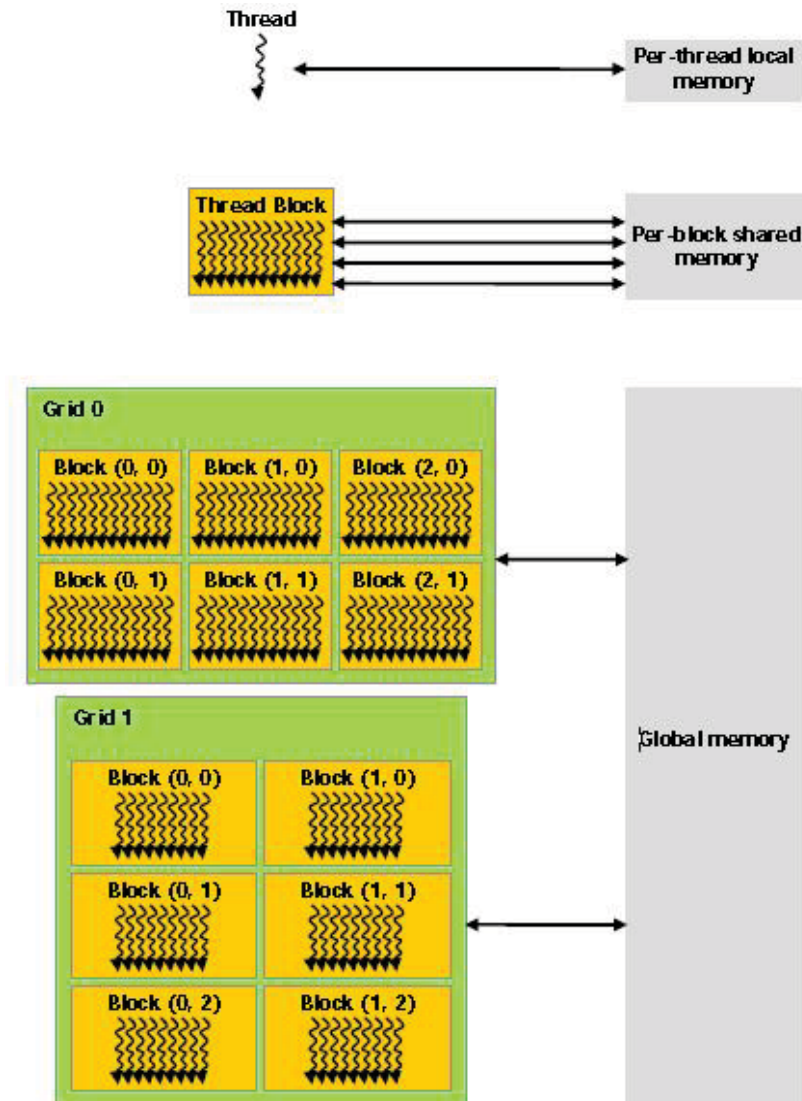 Thread
Per-thread local
memory
Thread Block
Per-block shared
memory
Grid 0
Block (0, 0) Block (1, 0) Block (2, 0)
Block (0, 1) Block (1, 1) Block (2, 1)
Grid 1
Global memory
Block (0, 0) Block (1, 0)
Block (0, 1) Block (1, 1)
Block (0, 2) Block (1, 2)